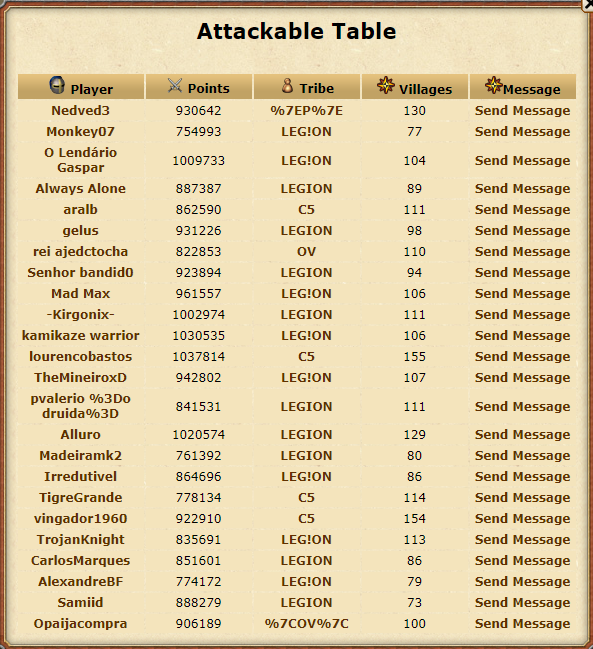 Attackable Table
Player Points Tribe Villages Message
Nedved3 930642 %7EP%7E 130 Send Message
Monkey07 754993 LEG!ON 77 Send Message
O Lendário
Gaspar 1009733 LEG!ON 104 Send Message
Always Alone 887387 LEGION 89 Send Message
aralb 862590 C5 111 Send Message
gelus 931226 LEGION 98 Send Message
rei ajedctocha 822853 OV 110 Send Message
Senhor bandid0 923894 LEGION 94 Send Message
Mad Max 961557 LEG!ON 106 Send Message
-Kirgonix- 1002974 LEGION 111 Send Message
kamikaze warrior 1030535 LEG!ON 106 Send Message
lourencobastos 1037814 C5 155 Send Message
TheMineiroxD 942802 LEG!ON 107 Send Message
pvalerio %3Do
druida%3D 841531 LEGION 111 Send Message
Alluro 1020574 LEGION 129 Send Message
Madeiramk2 761392 LEGION 80 Send Message
Irredutivel 864696 LEG!ON 86 Send Message
TigreGrande 778134 C5 114 Send Message
vingador1960 922910 C5 154 Send Message
TrojanKnight 835691 LEG!ON 113 Send Message
CarlosMarques 851601 LEGION 86 Send Message
AlexandreBF 774172 LEG!ON 79 Send Message
Samiid 888279 LEGION 73 Send Message
Opaijacompra 906189 %7COV%7C 100 Send Message